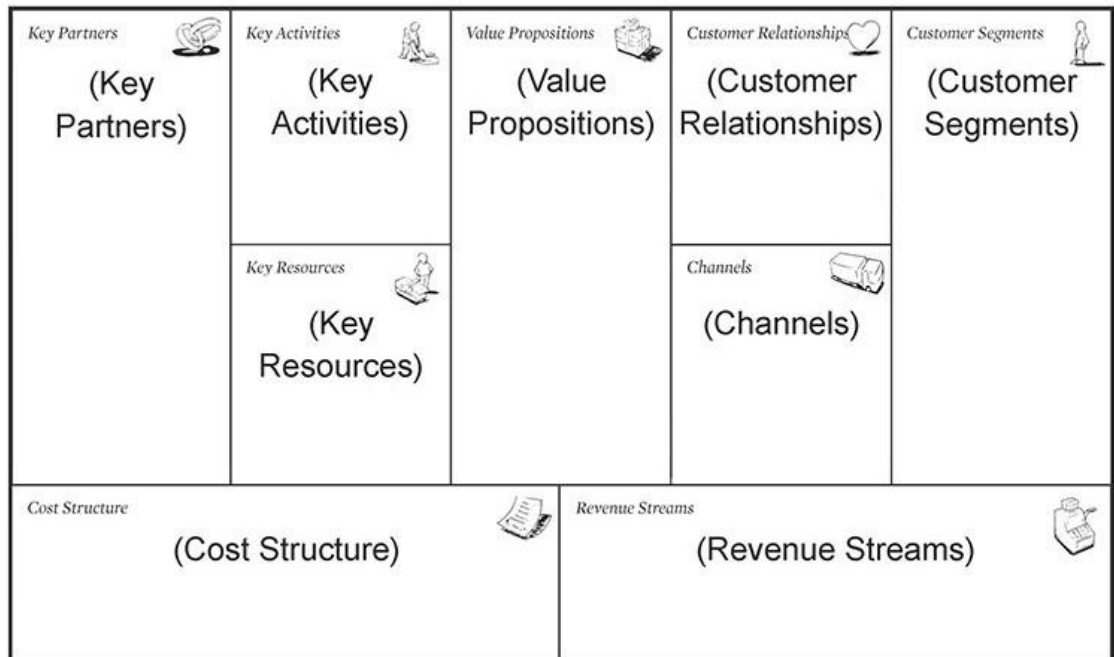 Key Partners
(Key
Partners)
Key Activities
(Key
Activities)
Key Resources
(Key
Resources)
Value Propositions
(Value
Propositions)
Customer Relationships
(Customer
Relationships)
Channels
(Channels)
Customer Segments
(Customer
Segments)
Cost Structure
(Cost Structure)
Revenue Streams
(Revenue Streams)